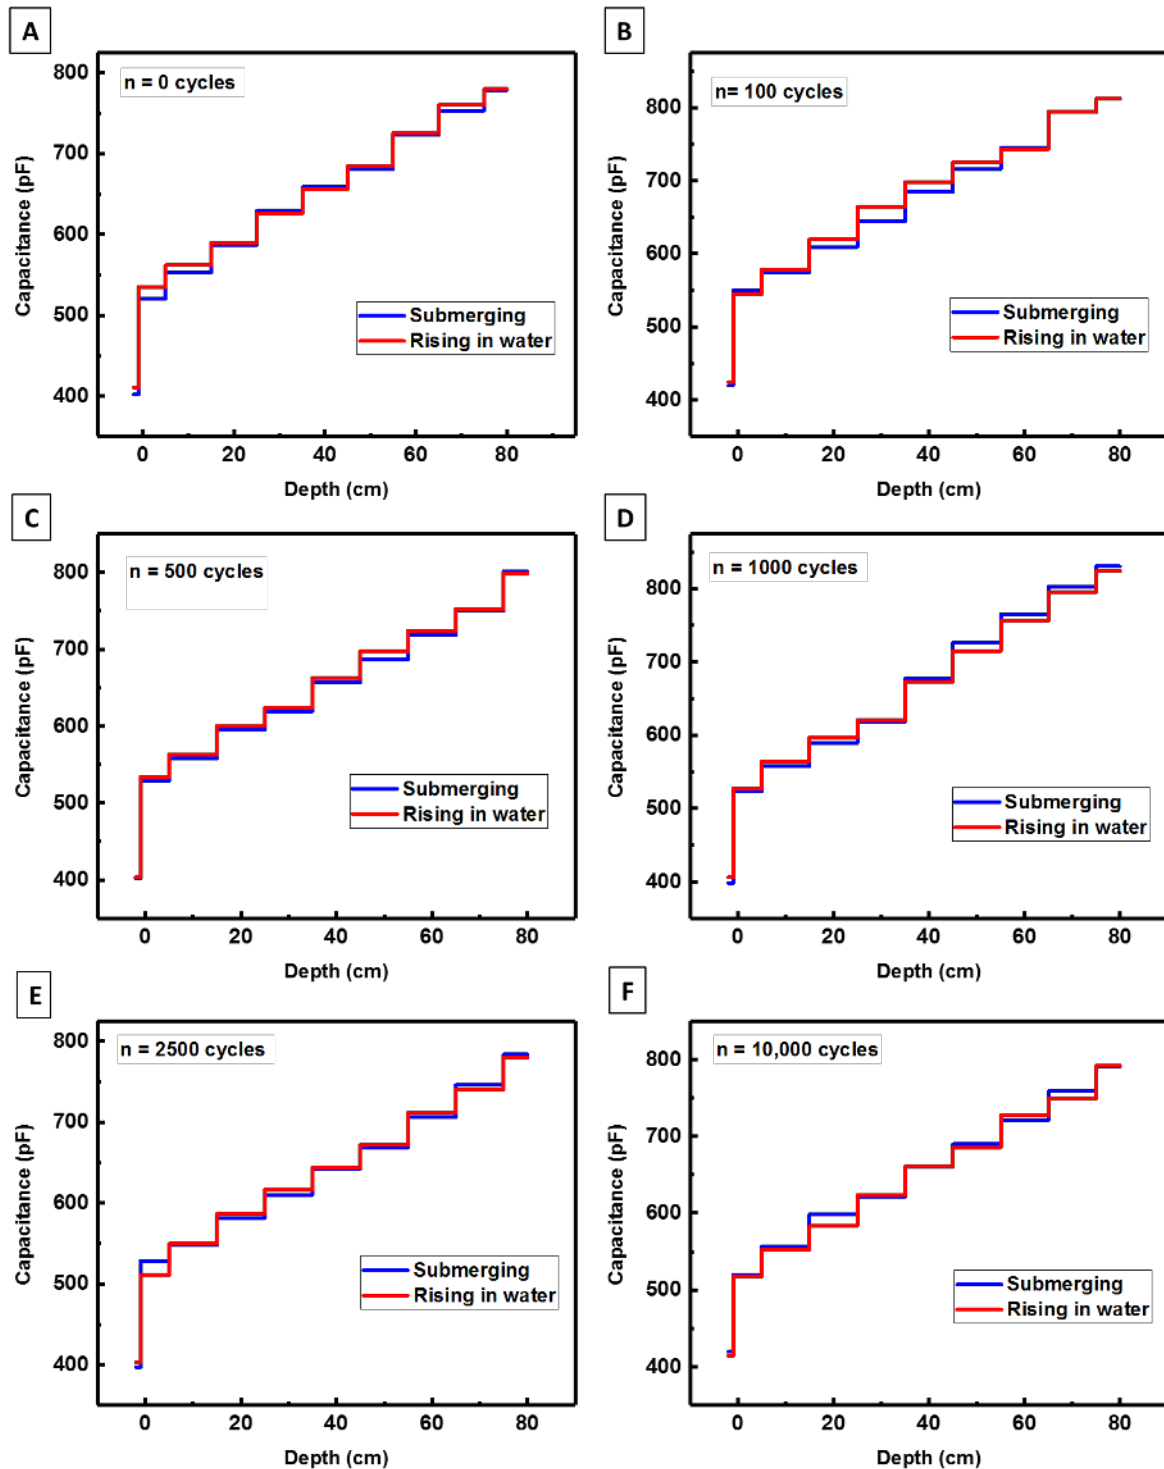 A
n = 0 cycles
800
700
600
500
400
Capacitance (pF)
Submerging
Rising in water
0 20 40 60 80
Depth (cm)
B
n= 100 cycles
800
700
600
500
400
Capacitance (pF)
Submerging
Rising in water
0 20 40 60 80
Depth (cm)
C
n = 500 cycles
800
700
600
500
400
Capacitance (pF)
Submerging
Rising in water
0 20 40 60 80
Depth (cm)
D
n = 1000 cycles
800
700
600
500
400
Capacitance (pF)
Submerging
Rising in water
0 20 40 60 80
Depth (cm)
E
n = 2500 cycles
800
700
600
500
400
Capacitance (pF)
Submerging
Rising in water
0 20 40 60 80
Depth (cm)
F
n = 10,000 cycles
800
700
600
500
400
Capacitance (pF)
Submerging
Rising in water
0 20 40 60 80
Depth (cm)